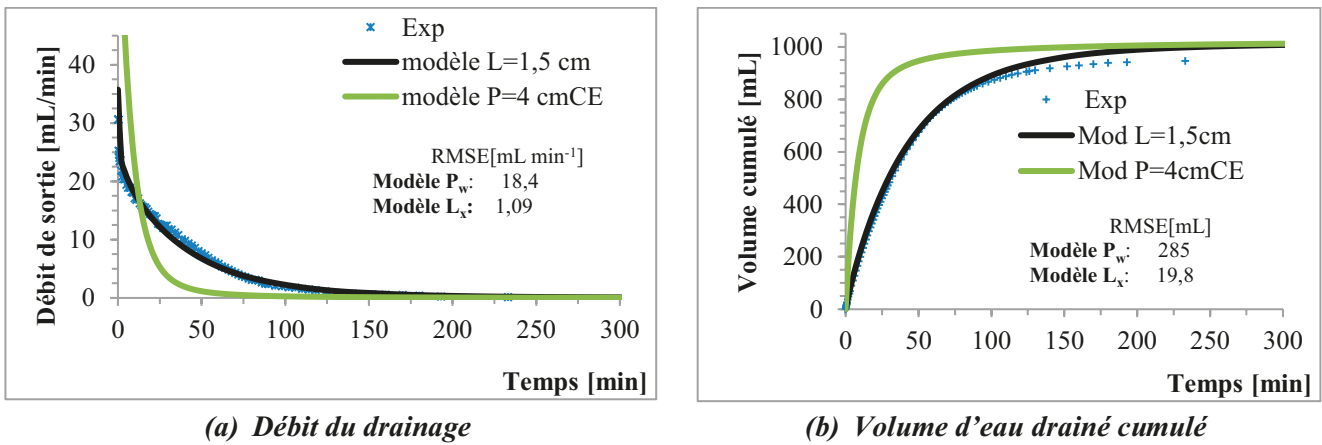 Débit de sortie [mL/min]
40
30
20
10
0
Exp
modèle L=1,5 cm
modèle P=4 cmCE
RMSE[mL min⁻¹]
Modèle Pw: 18,4
Modèle Lx: 1,09
0 50 100 150 200 250 300
Temps [min]
(a) Débit du drainage
Volume cumulé [mL]
1000
800
600
400
200
0
Exp
Mod L=1,5cm
Mod P=4cmCE
RMSE[mL]
Modèle Pw: 285
Modèle Lx: 19,8
0 50 100 150 200 250 300
Temps [min]
(b) Volume d'eau drainé cumulé